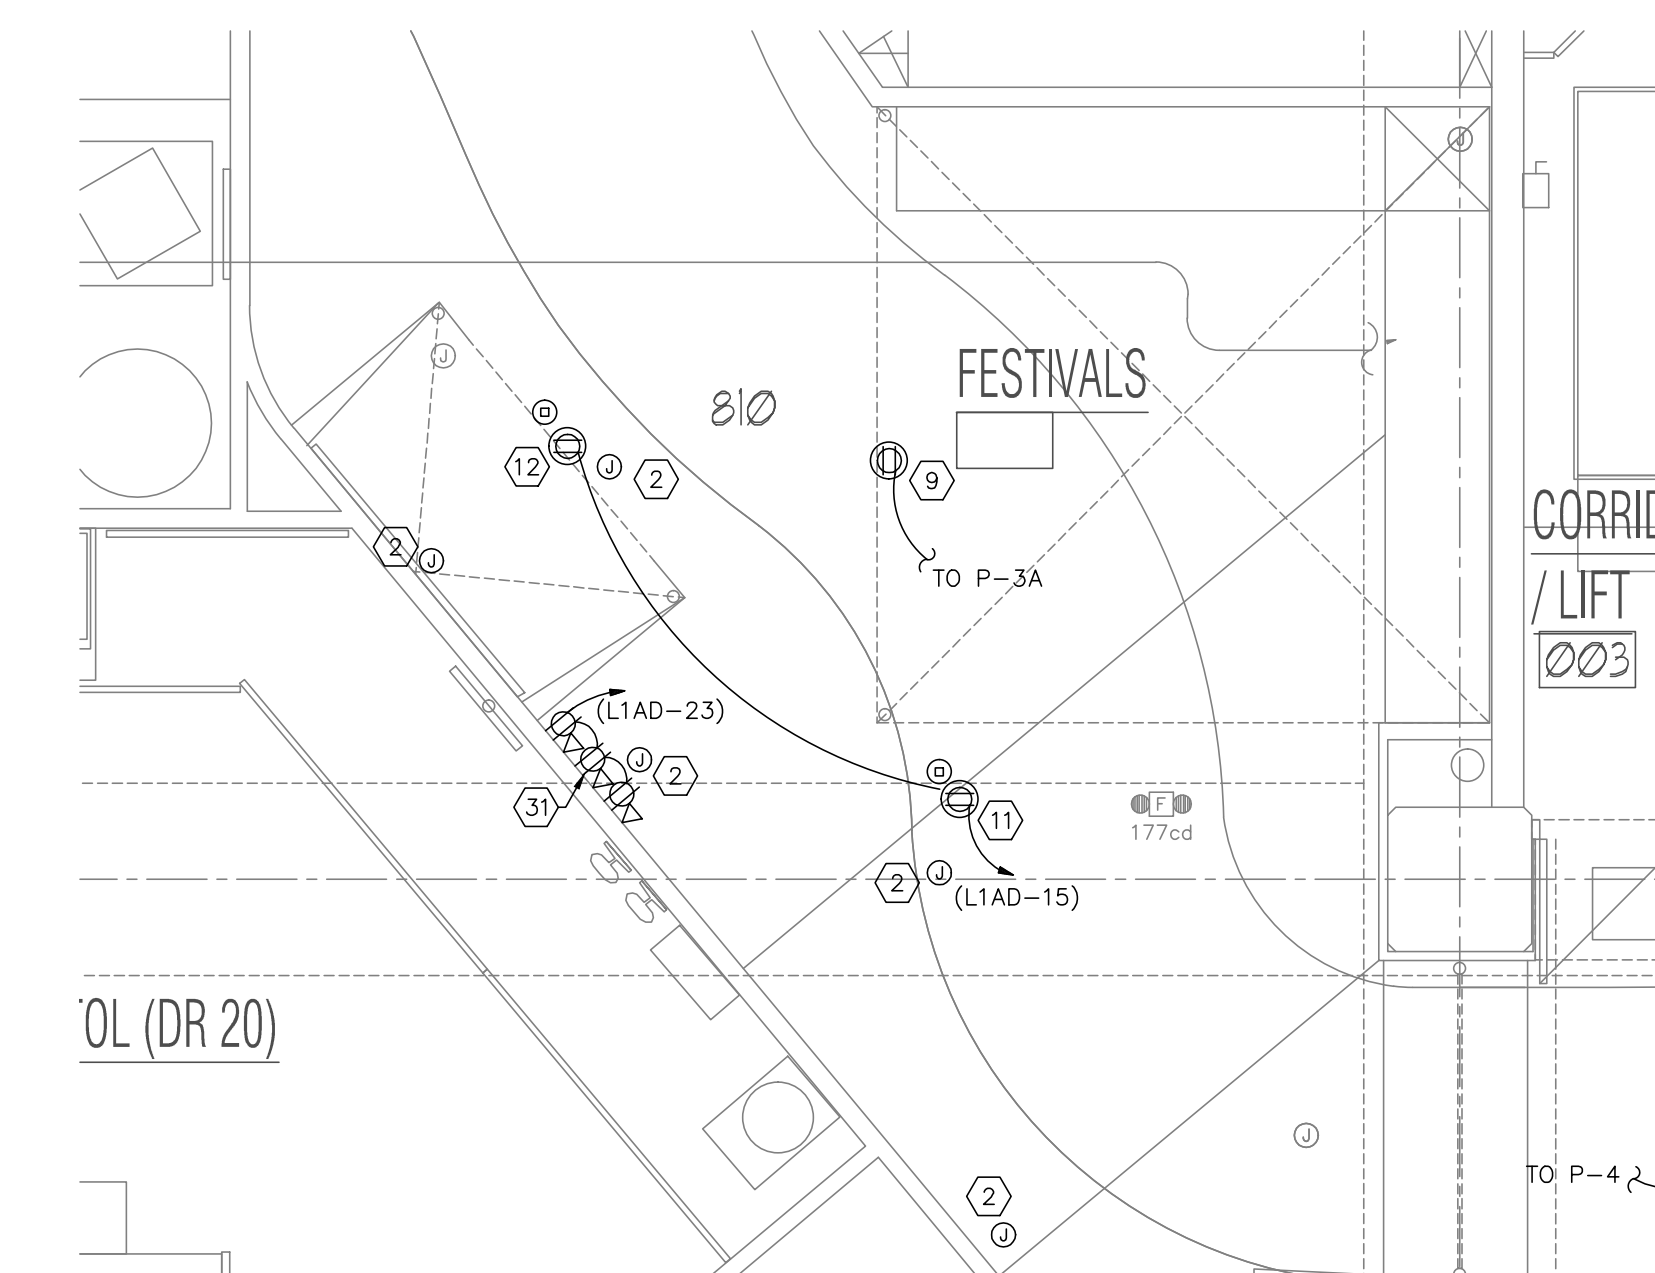 J
J
FESTIVALS
810
12
J
2
9
CORRID
2
J
TO P-3A
/ LIFT
003
(L1AD-23)
J
2
31
11
F
177cd
2
J
(L1AD-15)
TOL (DR 20)
J
TO P-4
2
J